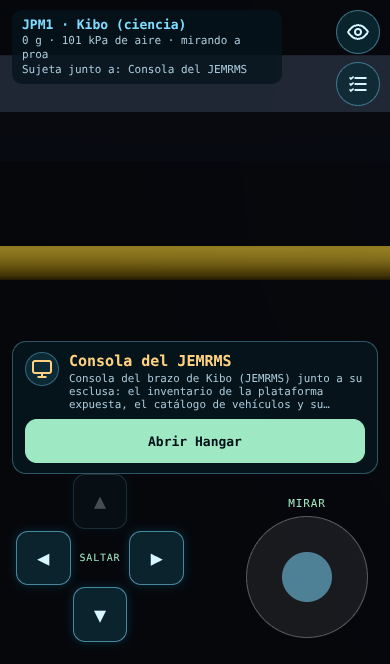 JPM1 · Kibo (ciencia)
0 g · 101 kPa de aire · mirando a
proa
Sujeta junto a: Consola del JEMRMS
Consola del JEMRMS
Consola del brazo de Kibo (JEMRMS) junto a su
esclusa: el inventario de la plataforma
expuesta, el catálogo de vehículos y su…
Abrir Hangar
SALTAR
MIRAR